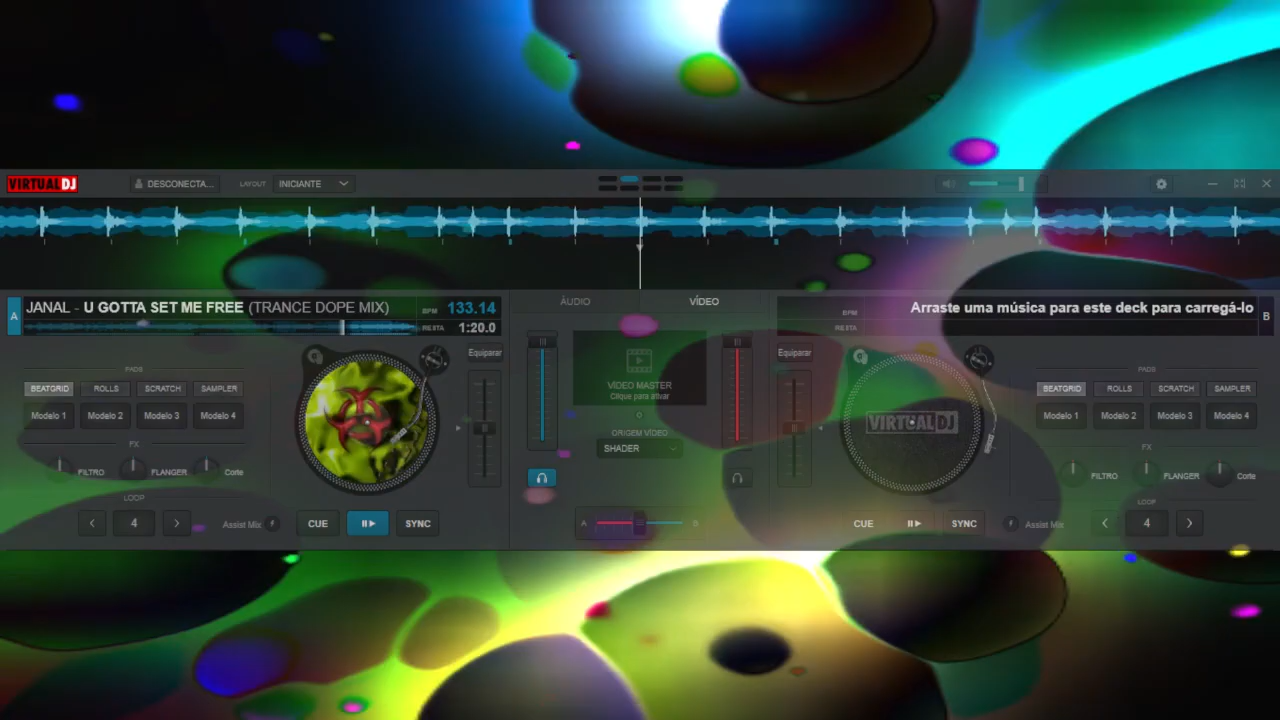 VIRTUALDJ
DESCONECTA...
LAYOUT
INICIANTE
A
JANAL - U GOTTA SET ME FREE (TRANCE DOPE MIX)
BPM 133.14
RESTA 1:20.0
ÁUDIO
VÍDEO
BPM
RESTA
Arraste uma música para este deck para carregá-lo
B
PADS
BEATGRID ROLLS SCRATCH SAMPLER
Modelo 1 Modelo 2 Modelo 3 Modelo 4
FX
FILTRO FLANGER Corte
LOOP
4
Assist Mix
CUE
SYNC
Equiparar
VÍDEO MASTER
Clique para ativar
ORIGEM VÍDEO
SHADER
A B
Equiparar
VIRTUALDJ
CUE
SYNC
PADS
BEATGRID ROLLS SCRATCH SAMPLER
Modelo 1 Modelo 2 Modelo 3 Modelo 4
FX
FILTRO FLANGER Corte
LOOP
Assist Mix
4